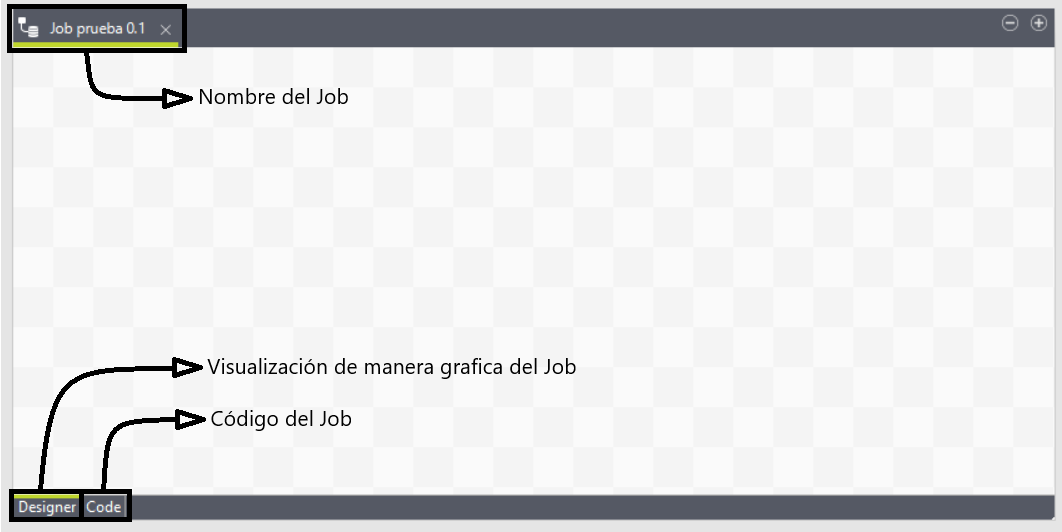 Job prueba 0.1
Nombre del Job
Visualización de manera grafica del Job
Código del Job
Designer Code